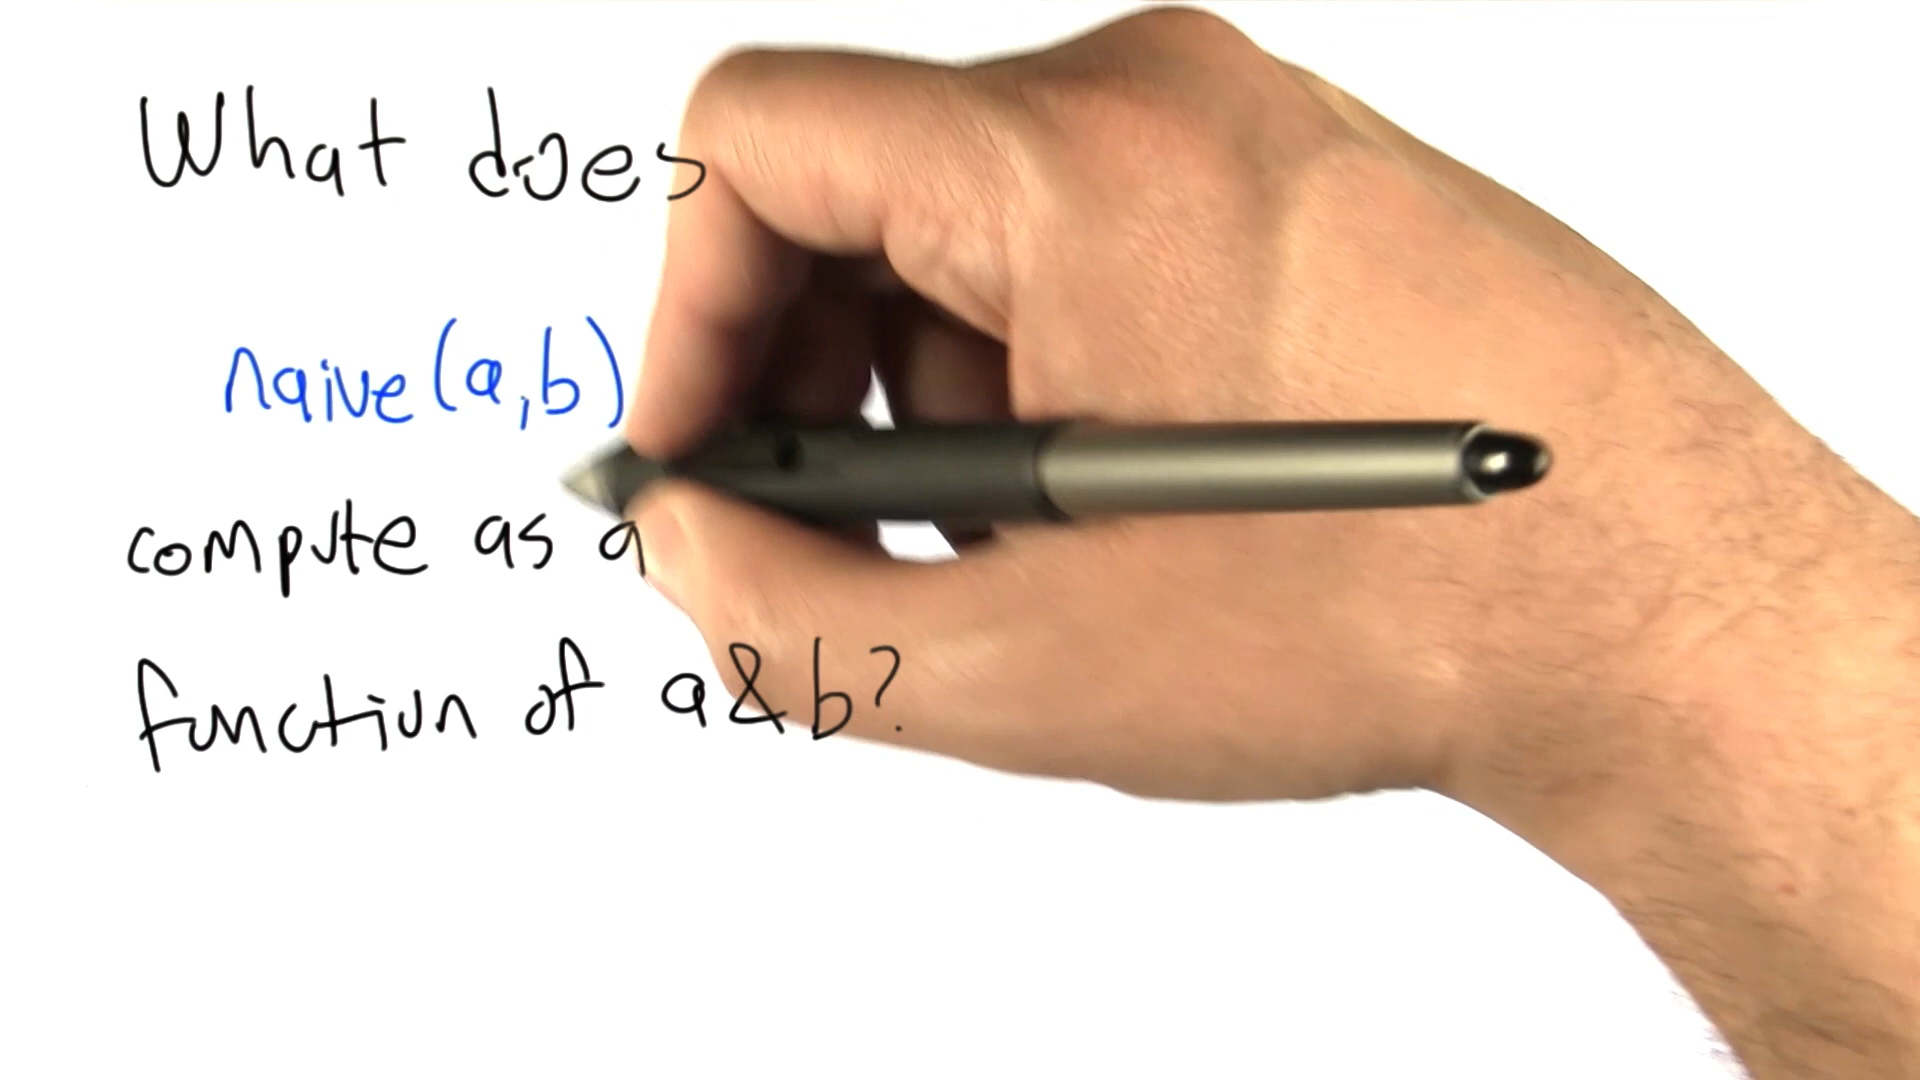 What does
naive(a,b)
compute as a
function of a & b?